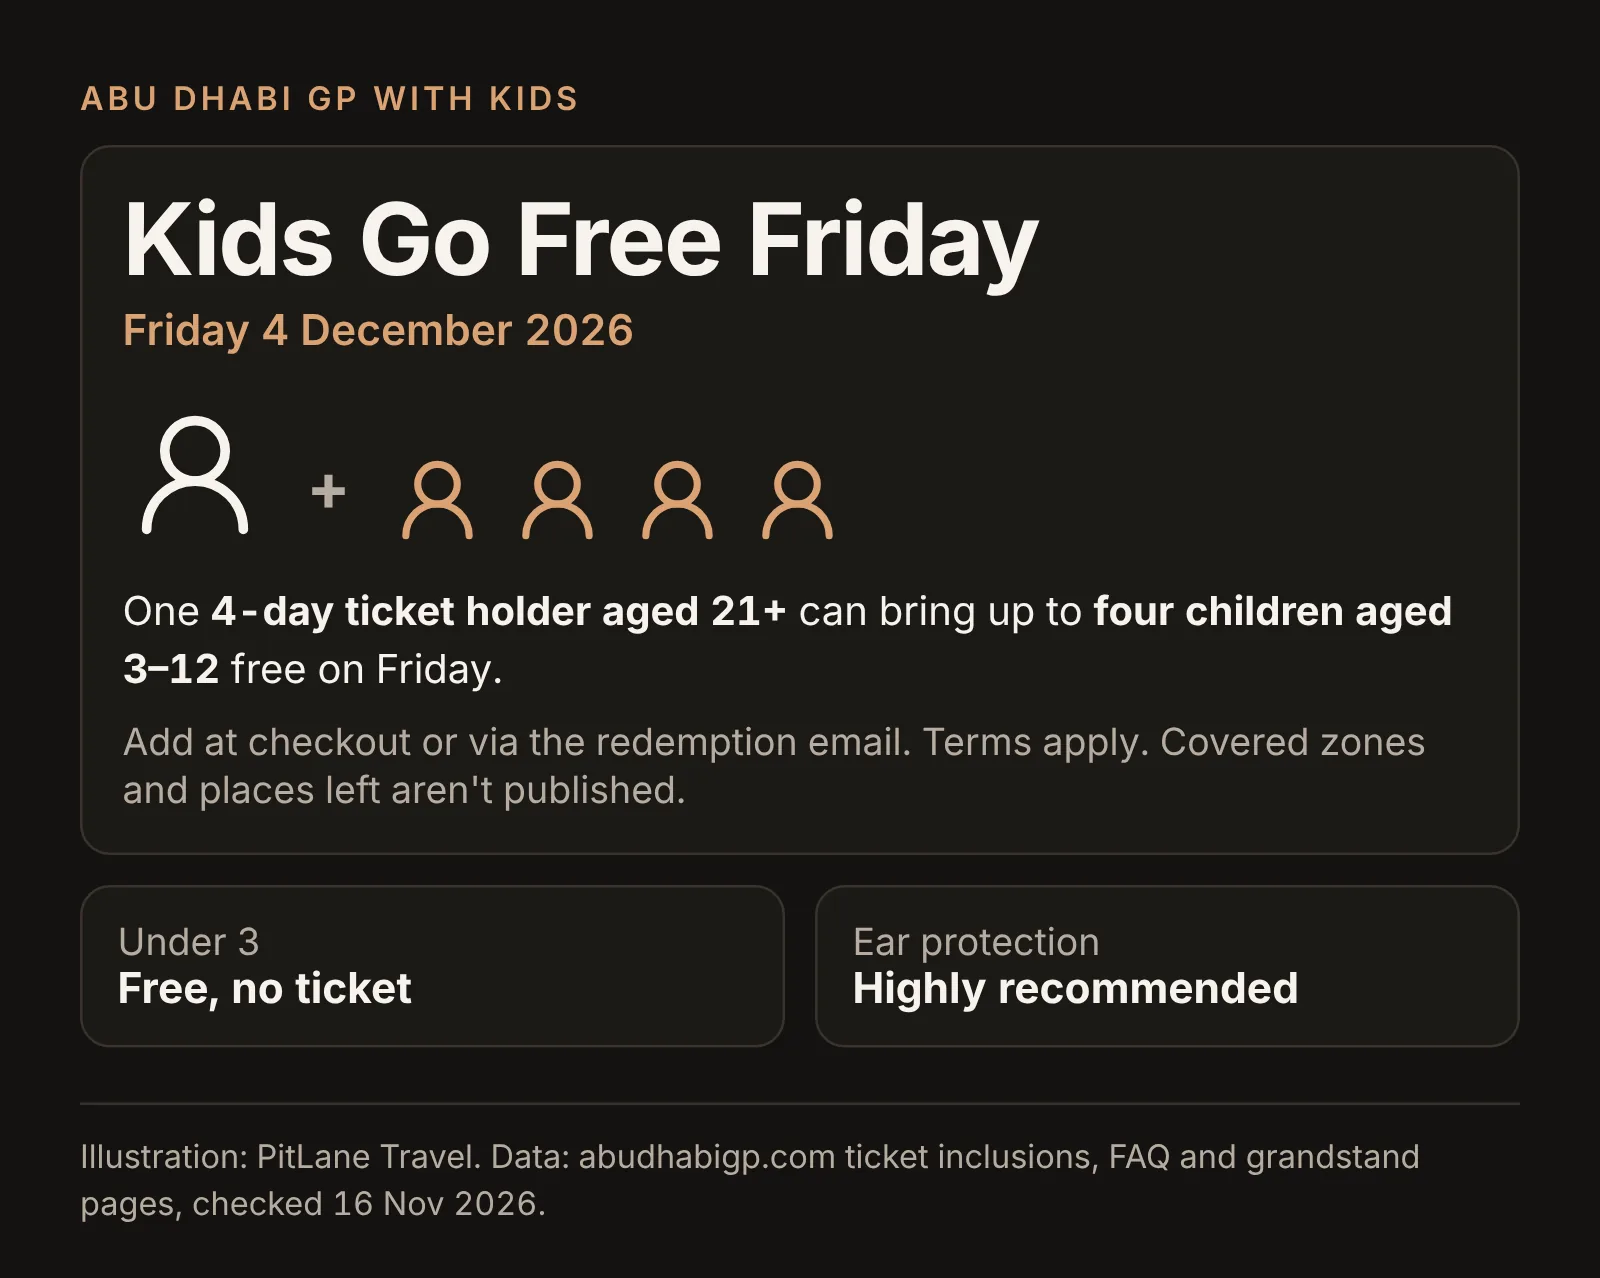 ABU DHABI GP WITH KIDS
Kids Go Free Friday
Friday 4 December 2026
+
One 4-day ticket holder aged 21+ can bring up to four children aged
3–12 free on Friday.
Add at checkout or via the redemption email. Terms apply. Covered zones
and places left aren't published.
Under 3
Free, no ticket
Ear protection
Highly recommended
Illustration: PitLane Travel. Data: abudhabigp.com ticket inclusions, FAQ and grandstand
pages, checked 16 Nov 2026.